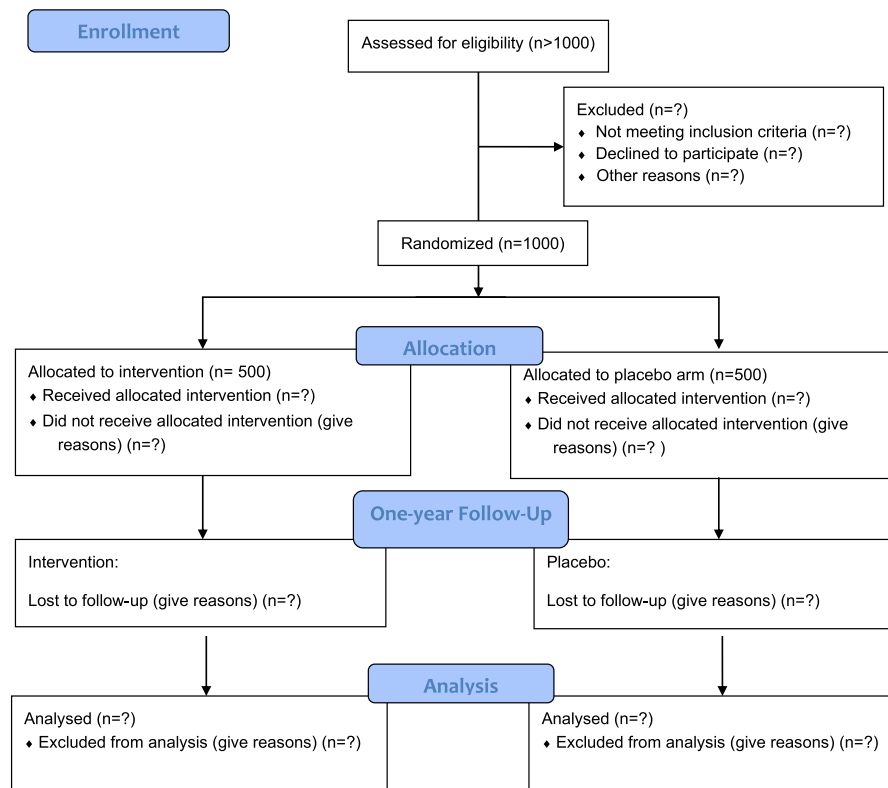 Enrollment
Assessed for eligibility (n>1000)
Excluded (n=?)
♦ Not meeting inclusion criteria (n=?)
♦ Declined to participate (n=?)
♦ Other reasons (n=?)
Randomized (n=1000)
Allocation
Allocated to intervention (n= 500)
♦ Received allocated intervention (n=?)
♦ Did not receive allocated intervention (give
reasons) (n=?)
Allocated to placebo arm (n=500)
♦ Received allocated intervention (n=?)
♦ Did not receive allocated intervention (give
reasons) (n=? )
One-year Follow-Up
Intervention:
Lost to follow-up (give reasons) (n=?)
Placebo:
Lost to follow-up (give reasons) (n=?)
Analysis
Analysed (n=?)
♦ Excluded from analysis (give reasons) (n=?)
Analysed (n=?)
♦ Excluded from analysis (give reasons) (n=?)